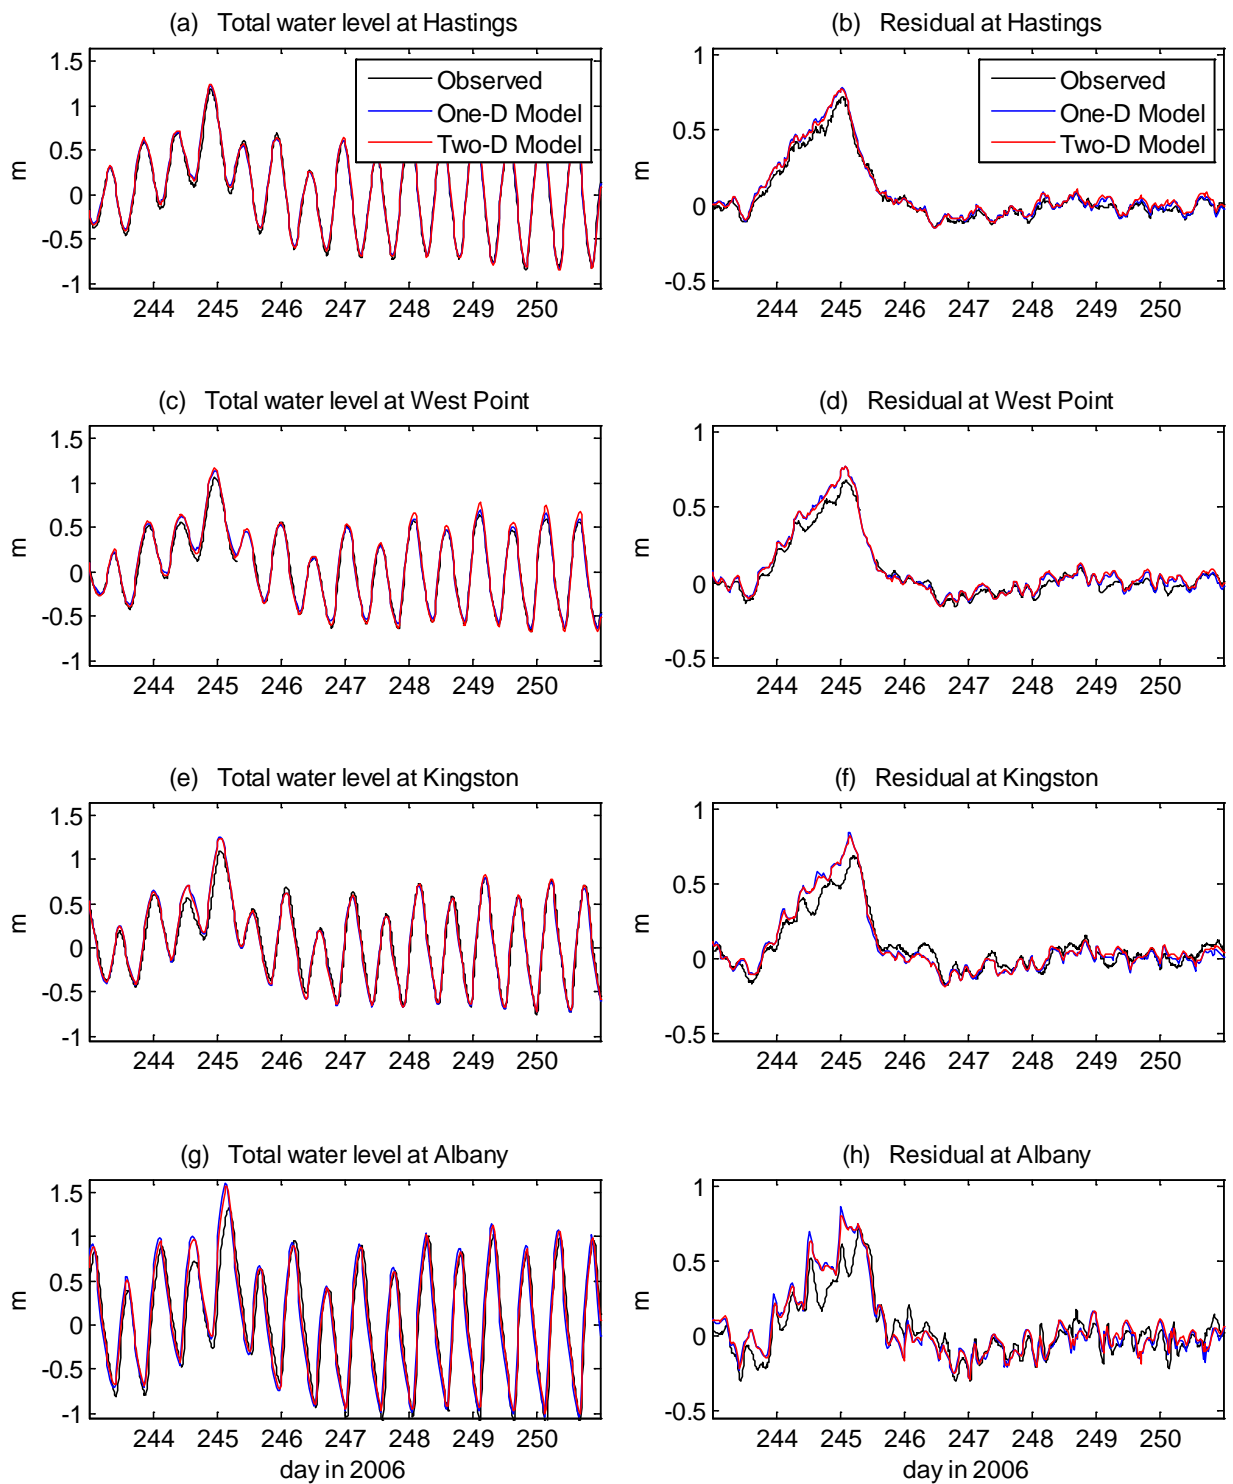 (a) Total water level at Hastings
(b) Residual at Hastings
1.5
1
0.5
0
-0.5
-1
m
Observed
One-D Model
Two-D Model
244 245 246 247 248 249 250
1
0.5
0
-0.5
m
Observed
One-D Model
Two-D Model
244 245 246 247 248 249 250
(c) Total water level at West Point
(d) Residual at West Point
1.5
1
0.5
0
-0.5
-1
m
244 245 246 247 248 249 250
1
0.5
0
-0.5
m
244 245 246 247 248 249 250
(e) Total water level at Kingston
(f) Residual at Kingston
1.5
1
0.5
0
-0.5
-1
m
244 245 246 247 248 249 250
1
0.5
0
-0.5
m
244 245 246 247 248 249 250
(g) Total water level at Albany
(h) Residual at Albany
1.5
1
0.5
0
-0.5
-1
m
244 245 246 247 248 249 250
day in 2006
1
0.5
0
-0.5
m
244 245 246 247 248 249 250
day in 2006